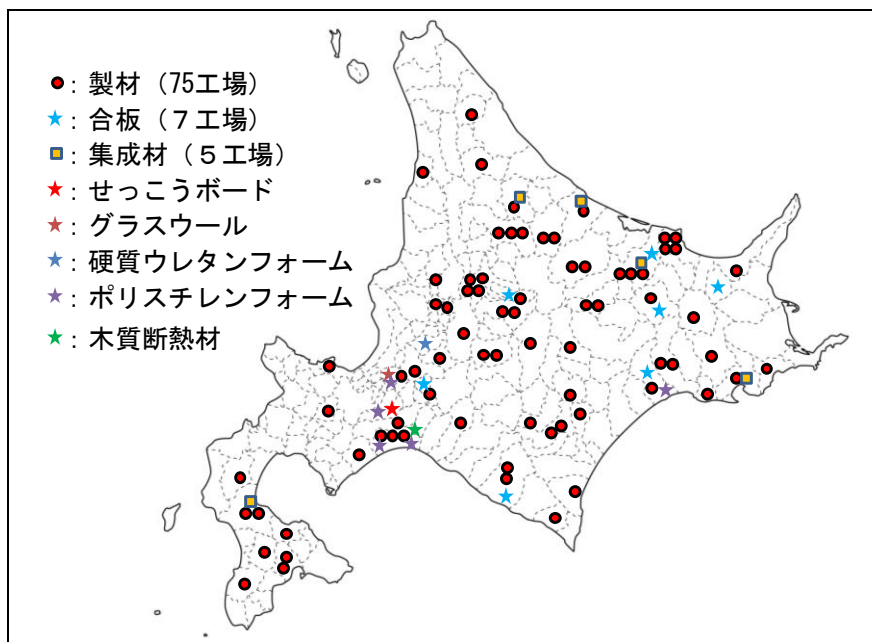 ：製材（75工場）
：合板（７工場）
：集成材（５工場）
：せっこうボード
：グラスウール
：硬質ウレタンフォーム
：ポリスチレンフォーム
：木質断熱材